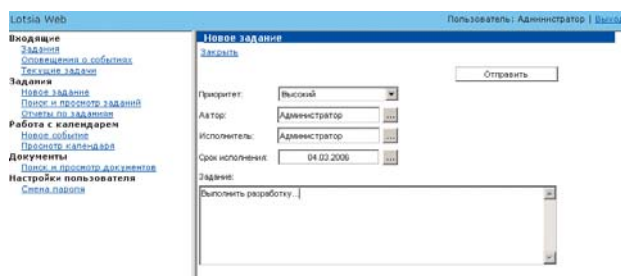 Lotsia Web
Пользователь: Администратор | Выход
Входящие
Задания
Оповещения о событиях
Текущие задачи
Задания
Новое задание
Поиск и просмотр заданий
Отчеты по заданиям
Работа с календарем
Новое событие
Просмотр календаря
Документы
Поиск и просмотр документов
Настройки пользователя
Смена пароля
Новое задание
Закрыть
Отправить
Приоритет: Высокий
Автор: Администратор ...
Исполнитель: Администратор ...
Срок исполнения: 04.03.2006 ...
Задание:
Выполнить разработку...